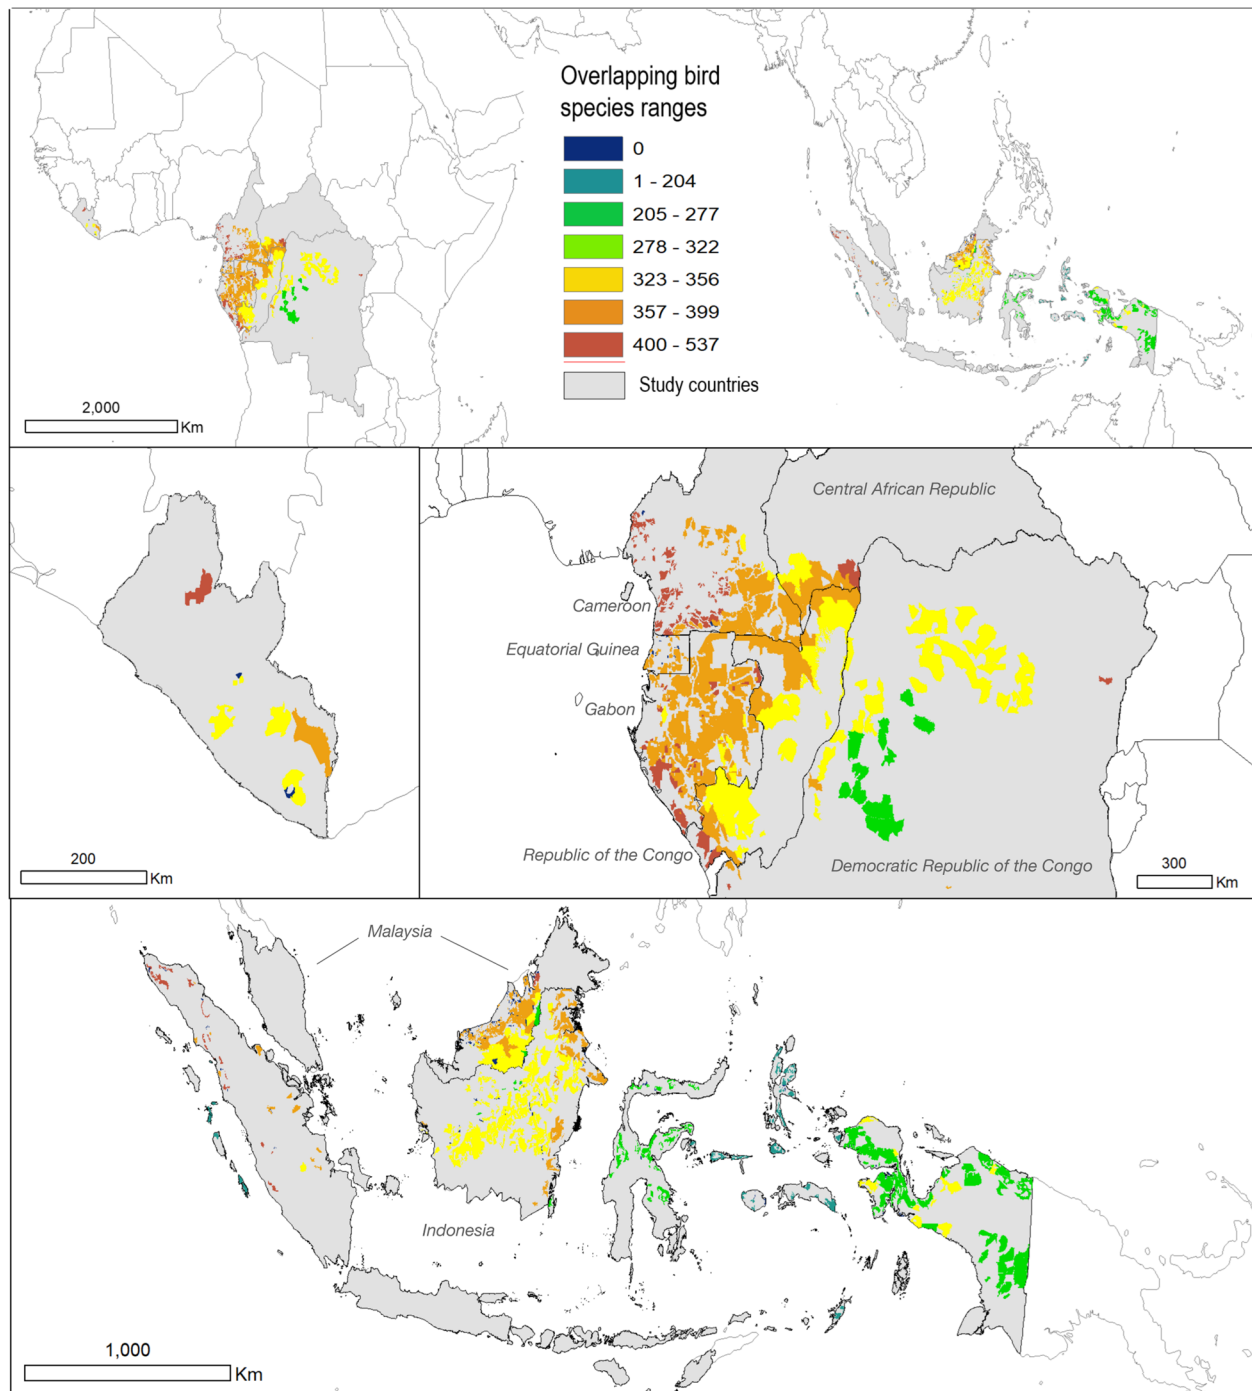 Overlapping bird
species ranges
0
1 - 204
205 - 277
278 - 322
323 - 356
357 - 399
400 - 537
Study countries
2,000
Km
Central African Republic
Cameroon
Equatorial Guinea
Gabon
Republic of the Congo
Democratic Republic of the Congo
200
Km
300
Km
Malaysia
Indonesia
1,000
Km